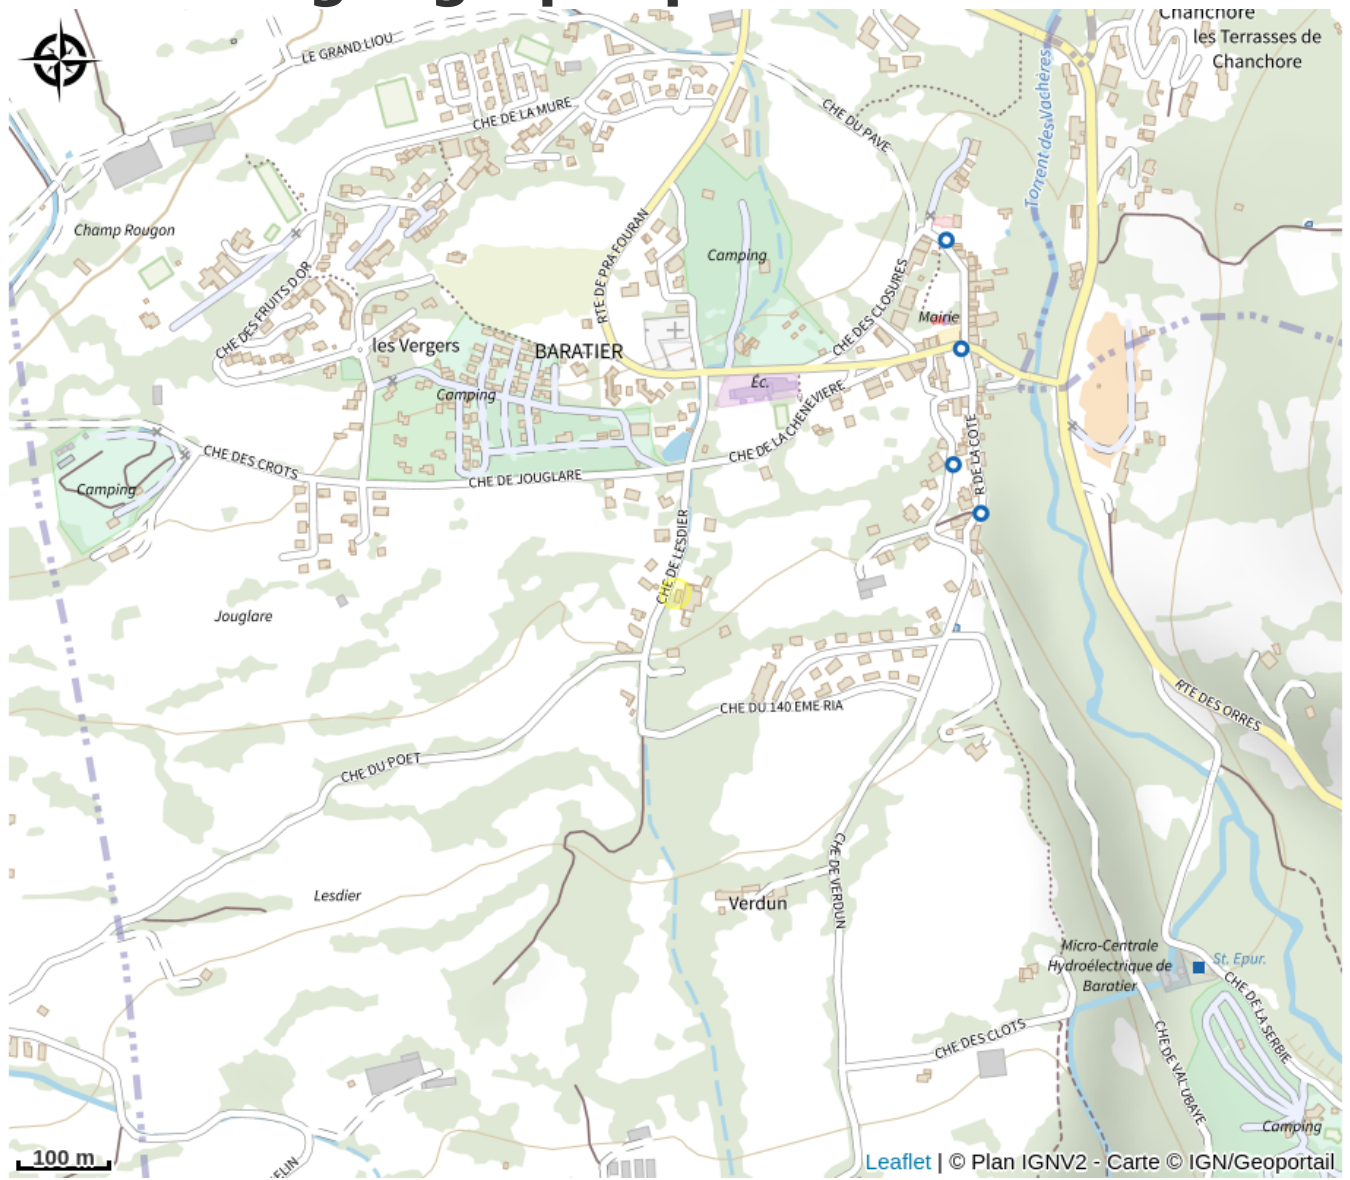 Chanchore
les Terrasses de
Chanchore
LE GRAND LIOU
CHE DE LA MURE
CHE DU PAVE
Torrent des Vachères
Champ Rougon
RTE DE PRA FOURAN
Camping
CHE DES CLOSURES
CHE DES FRUITS D'OR
Mairie
les Vergers
BARATIER
Camping
Éc.
CHE DE LA CHENEVIERE
R DE LA COTE
CHE DES CROTS
CHE DE JOUGLARE
Camping
CHE DE LESDIER
Jouglare
CHE DU 140 EME RIA
RTE DES ORRES
CHE DU POET
CHE DE VERDUN
Lesdier
Verdun
Micro-Centrale
Hydroélectrique de
Baratier
St. Epur.
CHE DE LA SERBIE
CHE DES CLOTS
CHE DE VAL UBAYE
Camping
100 m
ELIN
Leaflet | © Plan IGNV2 - Carte © IGN/Geoportail